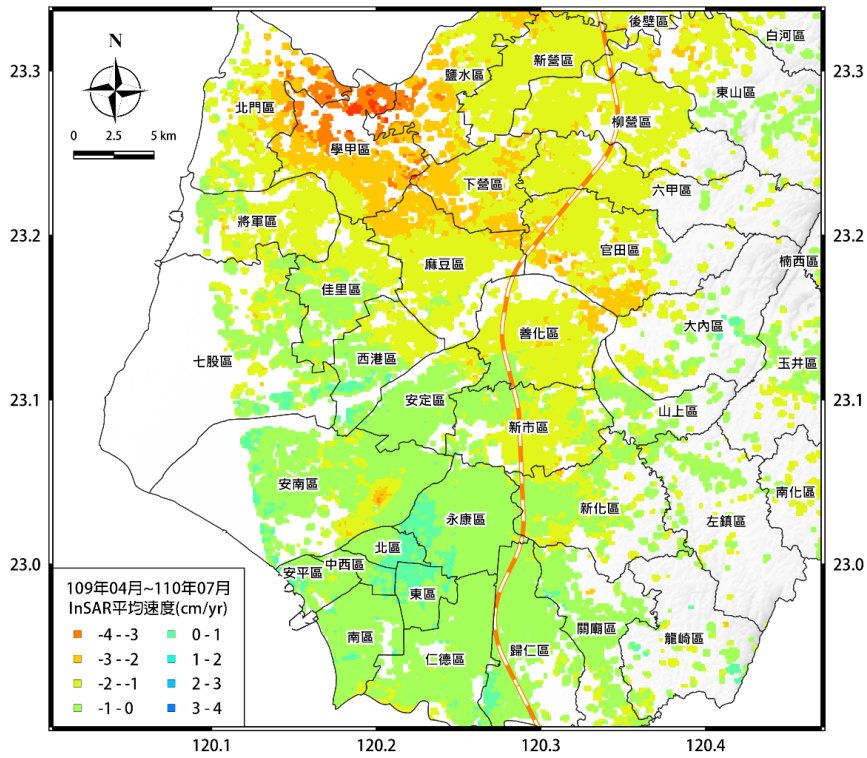 後壁區
白河區
新營區
鹽水區
東山區
北門區
柳營區
學甲區
下營區
六甲區
將軍區
官田區
楠西區
麻豆區
佳里區
大內區
善化區
七股區
西港區
玉井區
安定區
山上區
新市區
安南區
南化區
新化區
左鎮區
永康區
北區
中西區
安平區
東區
關廟區
龍崎區
南區
歸仁區
仁德區
N
0 2.5 5 km
23.3
23.2
23.1
23.0
23.3
23.2
23.1
23.0
109年04月~110年07月
InSAR平均速度(cm/yr)
-4 - -3 0 - 1
-3 - -2 1 - 2
-2 - -1 2 - 3
-1 - 0 3 - 4
120.1 120.2 120.3 120.4